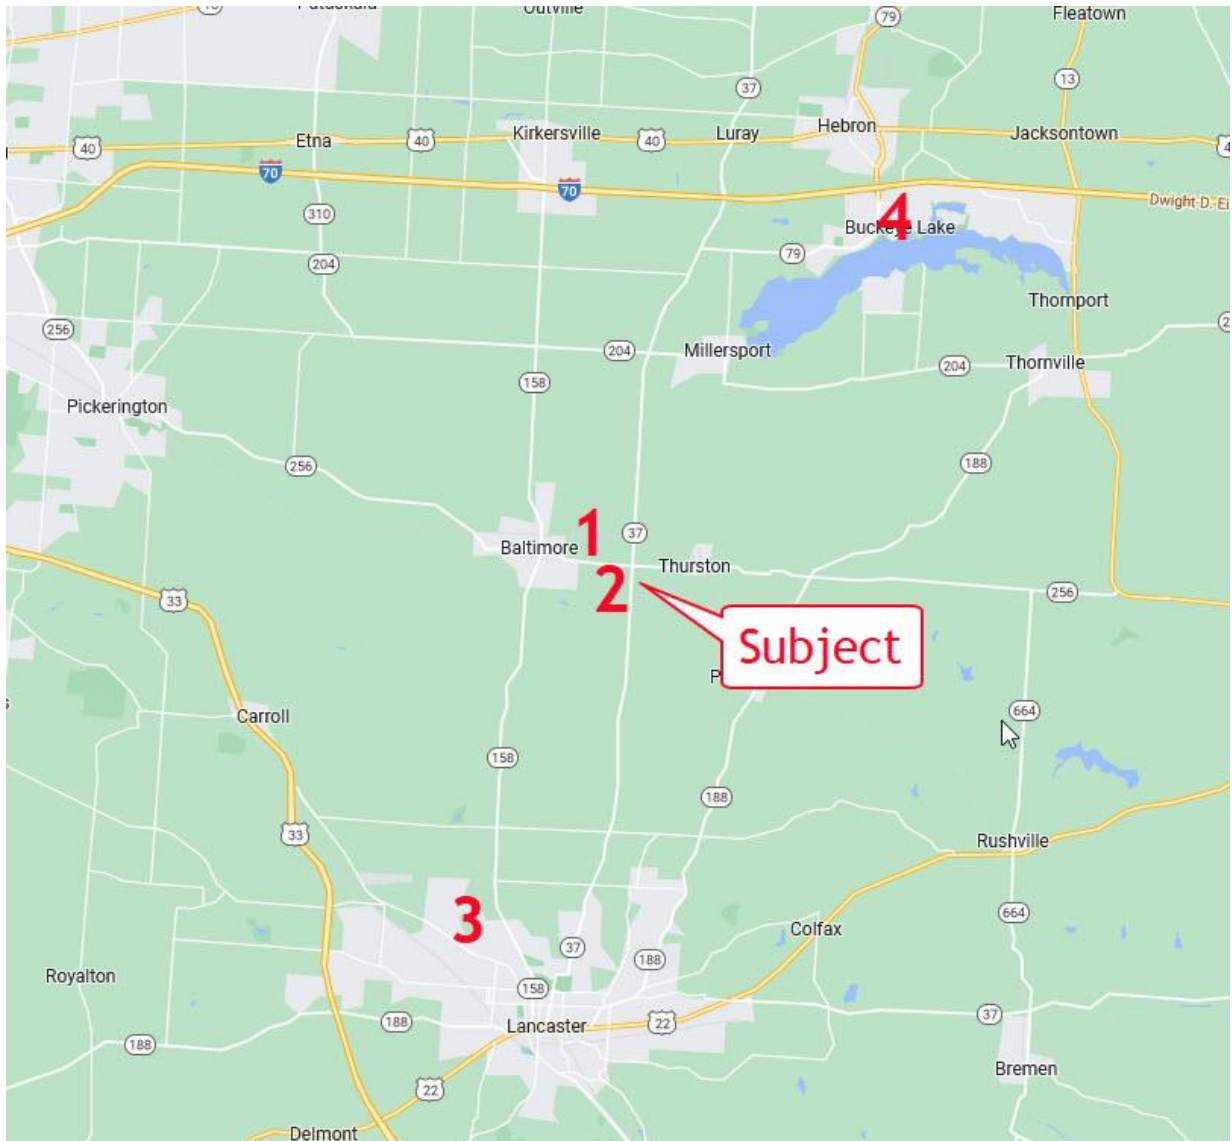 Outville
79
Fleatown
37
13
Hebron
Etna
40
Kirkersville
40
Luray
Jacksontown
40
70
70
Dwight D. Ei
310
4
Buckeye Lake
204
79
Thornport
256
204
Millersport
204
Thornville
158
Pickerington
256
188
1
37
Baltimore
Thurston
2
256
33
Subject
P
664
Carroll
158
188
33
Rushville
3
664
Colfax
37
188
Royalton
158
188
Lancaster
22
37
188
Bremen
22
Delmont